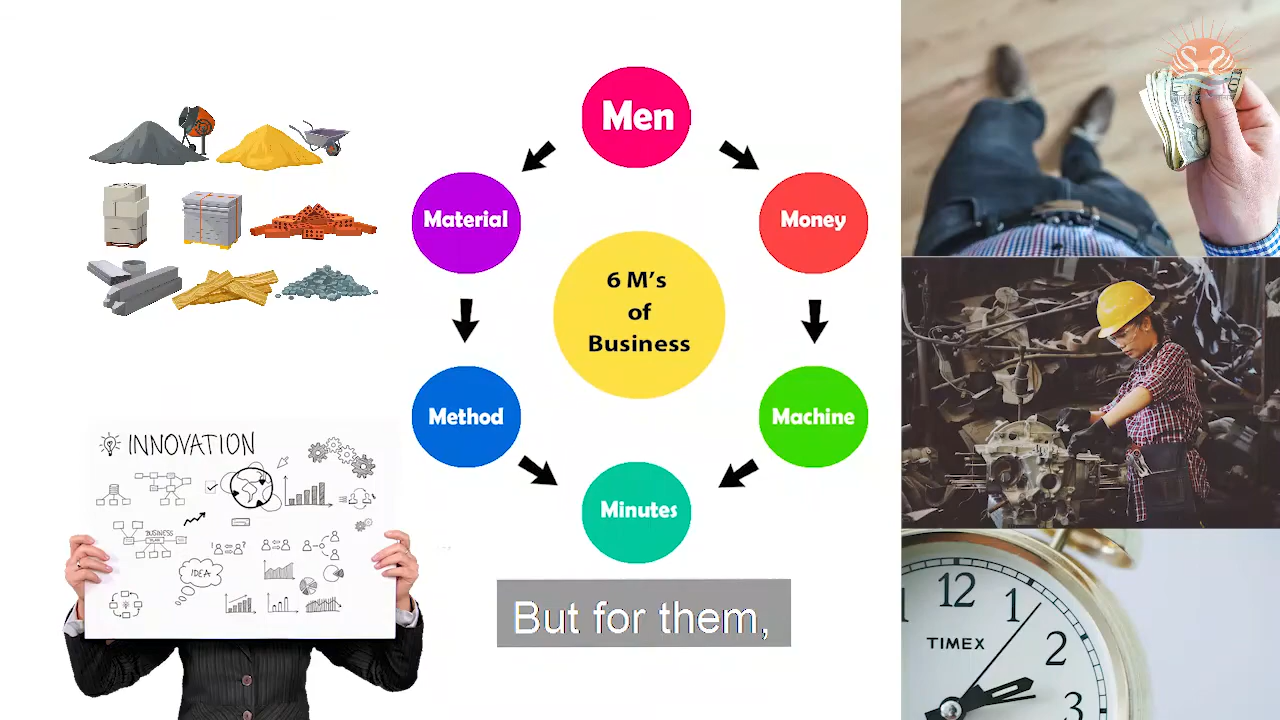 Men
Material
Money
6 M's
of
Business
Method
Machine
Minutes
INNOVATION
BUSINESS
PLAN
IDEA
But for them,
12
1
2
3
TIMEX